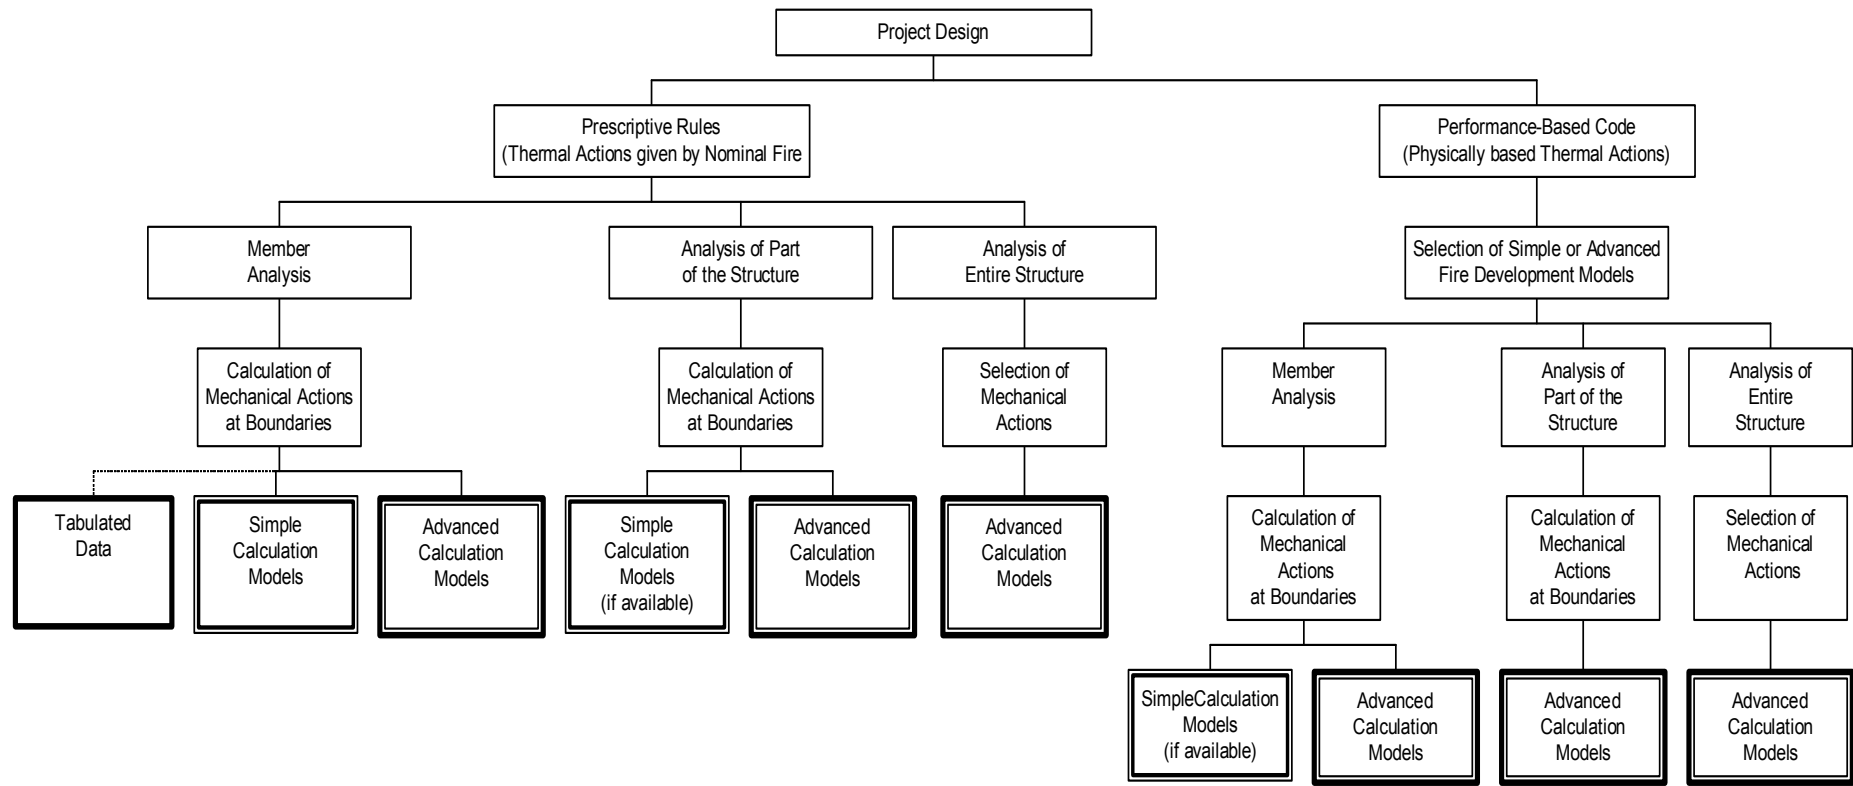 Project Design
Prescriptive Rules
(Thermal Actions given by Nominal Fire
Performance-Based Code
(Physically based Thermal Actions)
Member
Analysis
Analysis of Part
of the Structure
Analysis of
Entire Structure
Selection of Simple or Advanced
Fire Development Models
Calculation of
Mechanical Actions
at Boundaries
Calculation of
Mechanical Actions
at Boundaries
Selection of
Mechanical
Actions
Member
Analysis
Analysis of
Part of the
Structure
Analysis of
Entire
Structure
Tabulated
Data
Simple
Calculation
Models
Advanced
Calculation
Models
Simple
Calculation
Models
(if available)
Advanced
Calculation
Models
Advanced
Calculation
Models
Calculation of
Mechanical
Actions
at Boundaries
Calculation of
Mechanical
Actions
at Boundaries
Selection of
Mechanical
Actions
SimpleCalculation
Models
(if available)
Advanced
Calculation
Models
Advanced
Calculation
Models
Advanced
Calculation
Models